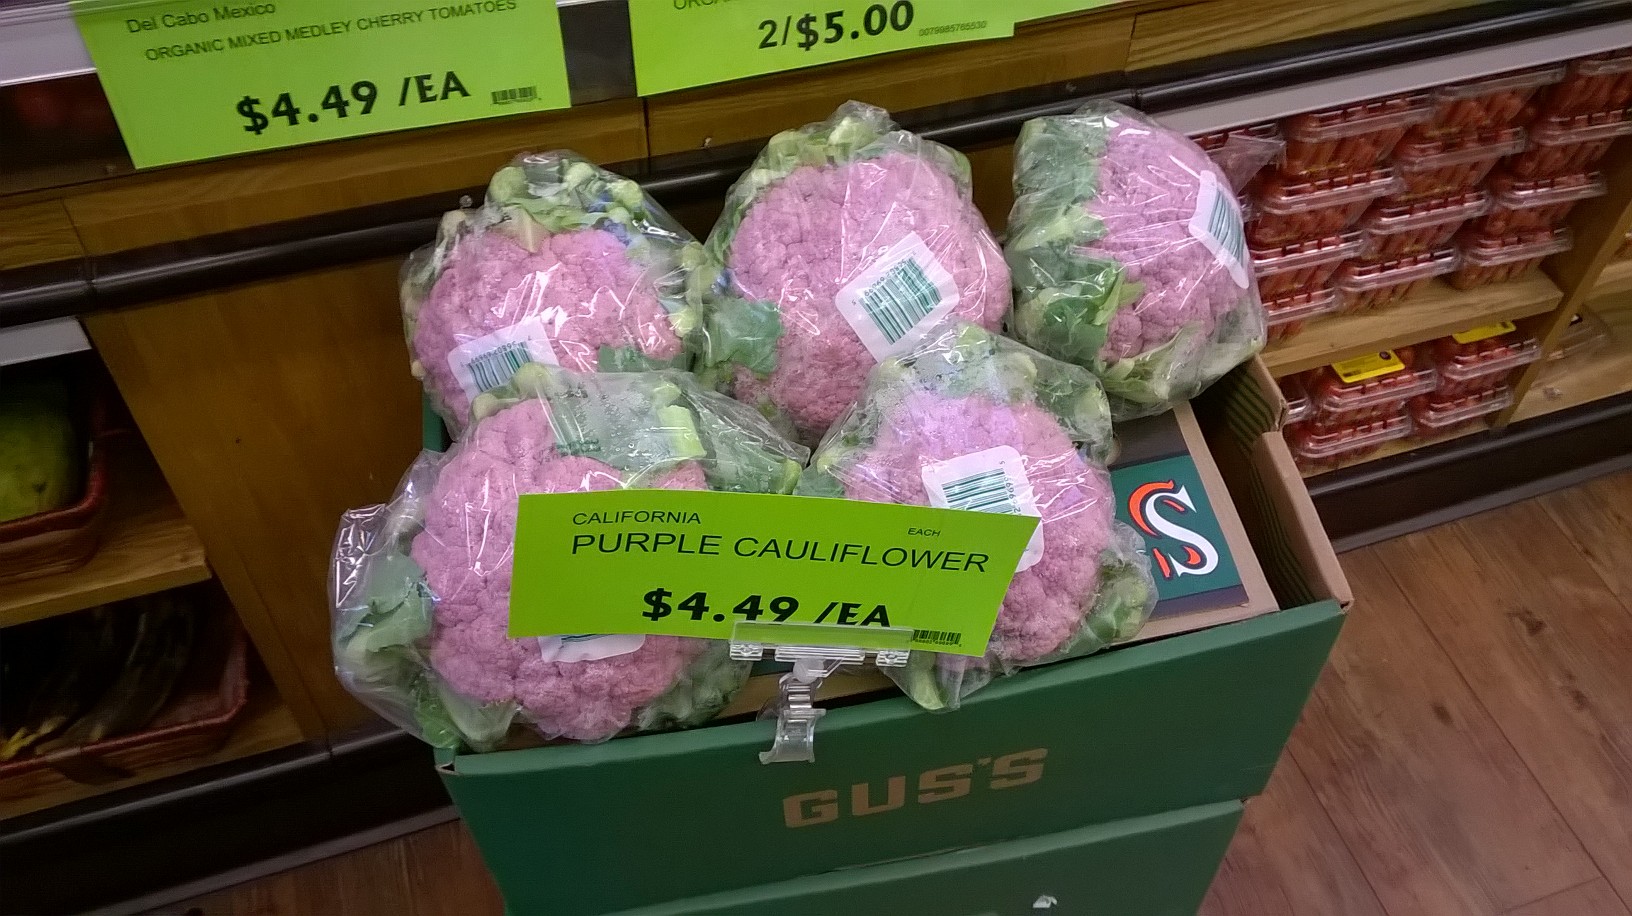 Del Cabo Mexico
ORGANIC MIXED MEDLEY CHERRY TOMATOES
$4.49 /EA
2/$5.00
0079985765530
CALIFORNIA
EACH
PURPLE CAULIFLOWER
$4.49 /EA
S
GUS'S